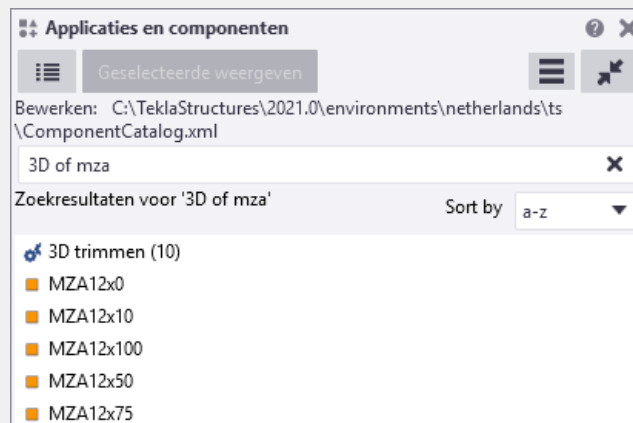 Applicaties en componenten
Geselecteerde weergeven
Bewerken: C:\TeklaStructures\2021.0\environments\netherlands\ts
\ComponentCatalog.xml
3D of mza
Zoekresultaten voor '3D of mza'
Sort by a-z
3D trimmen (10)
MZA12x0
MZA12x10
MZA12x100
MZA12x50
MZA12x75